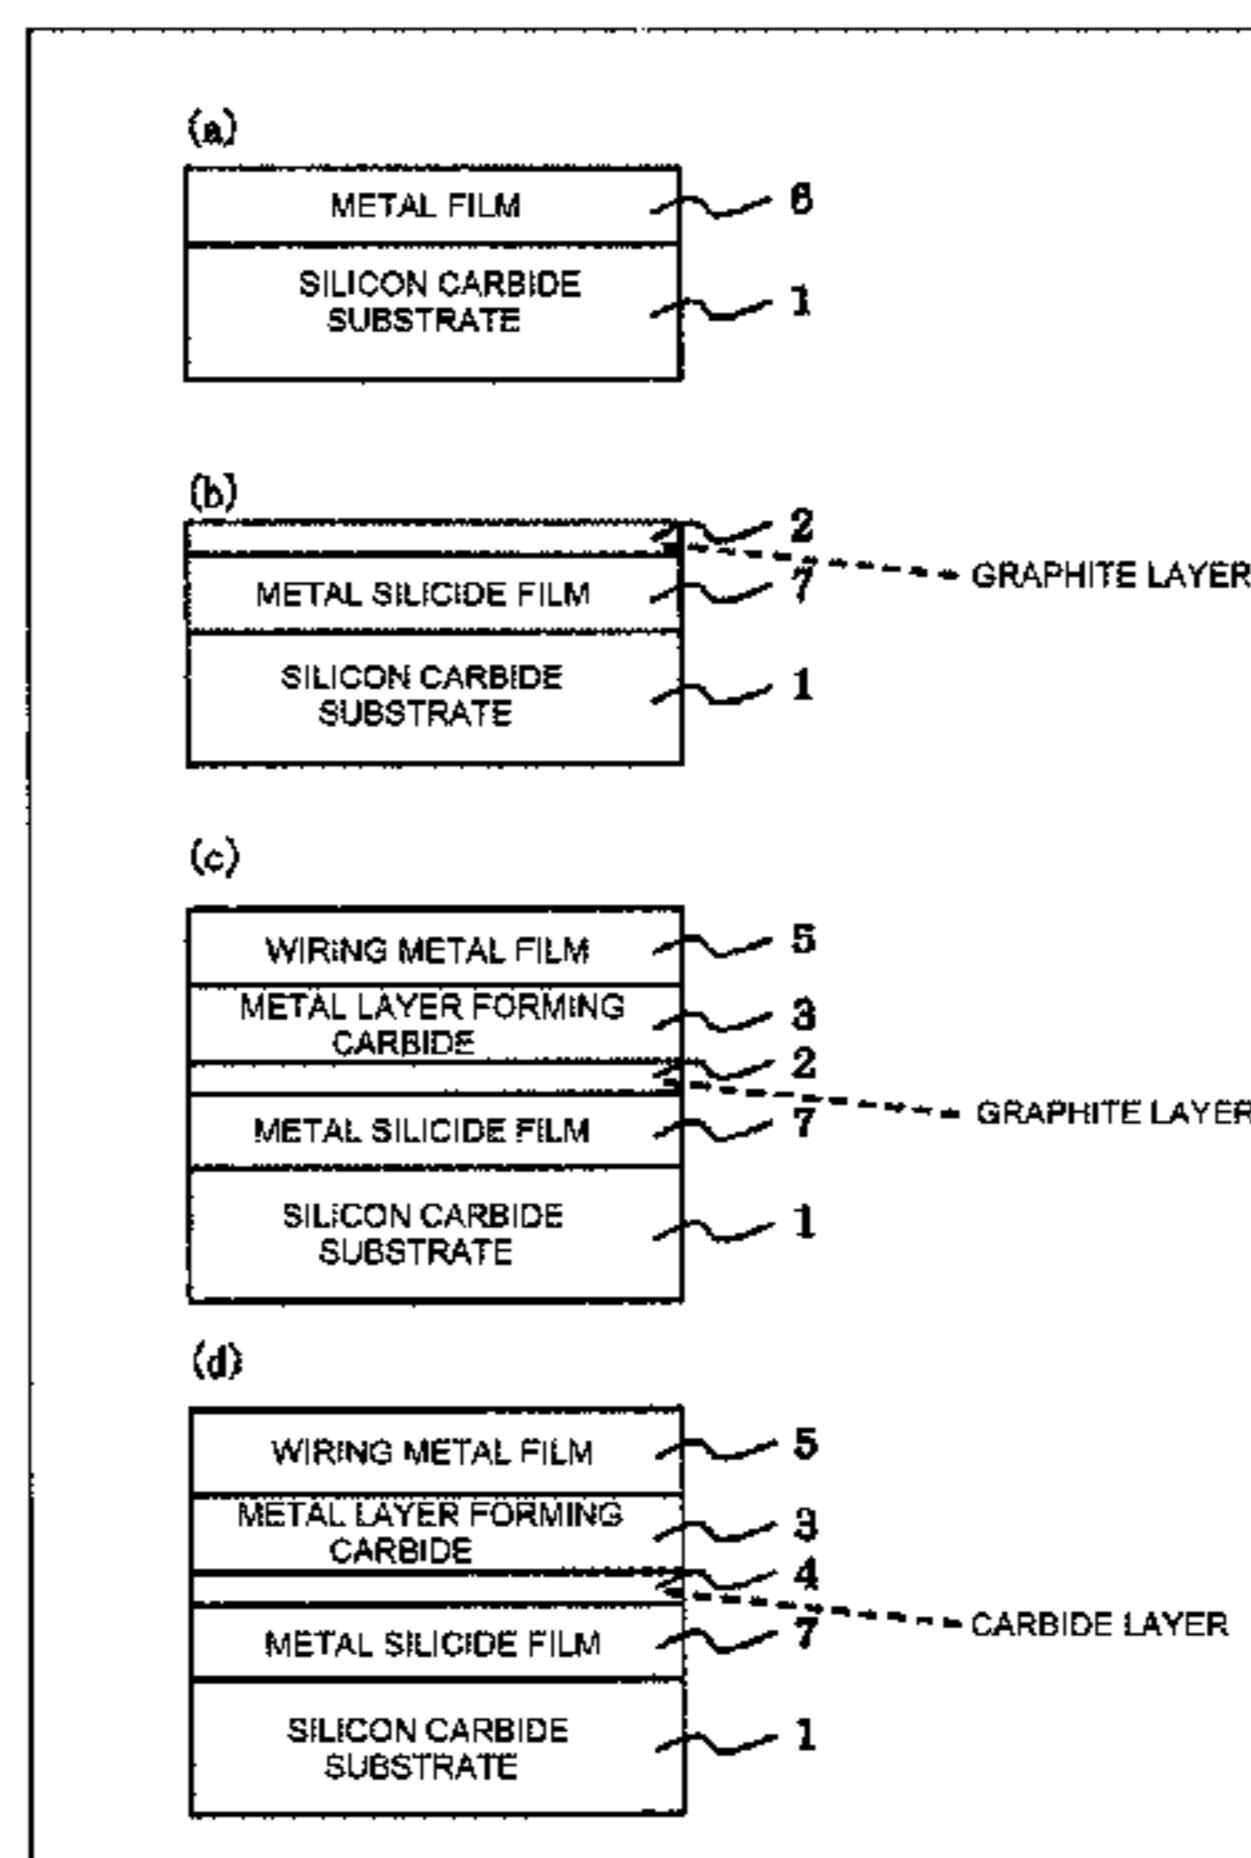 (a)
METAL FILM
6
SILICON CARBIDE
SUBSTRATE
1
(b)
2
GRAPHITE LAYER
METAL SILICIDE FILM
7
SILICON CARBIDE
SUBSTRATE
1
(c)
WIRING METAL FILM
5
METAL LAYER FORMING
CARBIDE
3
2
GRAPHITE LAYER
METAL SILICIDE FILM
7
SILICON CARBIDE
SUBSTRATE
1
(d)
WIRING METAL FILM
5
METAL LAYER FORMING
CARBIDE
3
4
CARBIDE LAYER
METAL SILICIDE FILM
7
SILICON CARBIDE
SUBSTRATE
1